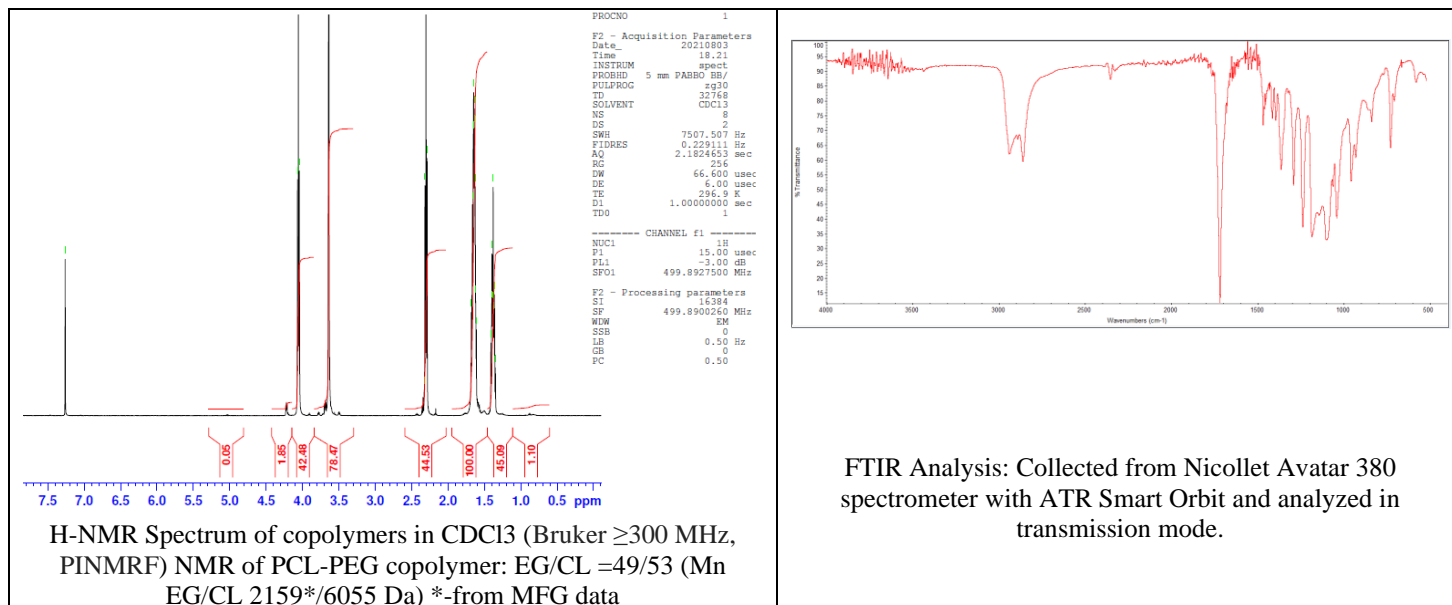 PROCNO 1
F2 - Acquisition Parameters
Date_ 20210803
Time 18.21
INSTRUM spect
PROBHD 5 mm PABBO BB/
PULPROG zg30
TD 32768
SOLVENT CDCl3
NS 8
DS 2
SWH 7507.507 Hz
FIDRES 0.229111 Hz
AQ 2.1824653 sec
RG 256
DW 66.600 usec
DE 6.00 usec
TE 296.9 K
D1 1.00000000 sec
TD0 1
======== CHANNEL f1 ========
NUC1 1H
P1 15.00 usec
PL1 -3.00 dB
SFO1 499.8927500 MHz
F2 - Processing parameters
SI 16384
SF 499.8900260 MHz
WDW EM
SSB 0
LB 0.50 Hz
GB 0
PC 0.50
0.05 1.85 42.48 78.47 44.53 100.00 45.09 1.10
7.5 7.0 6.5 6.0 5.5 5.0 4.5 4.0 3.5 3.0 2.5 2.0 1.5 1.0 0.5 ppm
H-NMR Spectrum of copolymers in CDCl3 (Bruker ≥300 MHz,
PINMRF) NMR of PCL-PEG copolymer: EG/CL =49/53 (Mn
EG/CL 2159*/6055 Da) *-from MFG data
100
95
90
85
80
75
70
65
60
55
50
45
40
35
30
25
20
15
% Transmittance
4000 3500 3000 2500 2000 1500 1000 500
Wavenumbers (cm-1)
FTIR Analysis: Collected from Nicollet Avatar 380
spectrometer with ATR Smart Orbit and analyzed in
transmission mode.